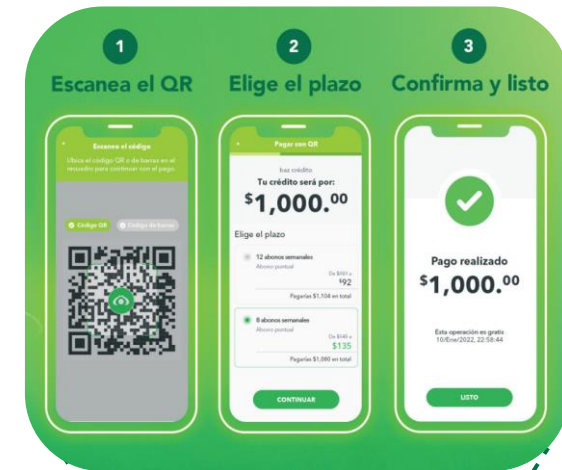 1
Escanea el QR
Escanea el código
Ubica el código QR o de barras en el
recuadro para continuar con el pago.
Código QR
Código de barras
2
Elige el plazo
Pagar con QR
baz crédito
Tu crédito será por:
$1,000.00
Elige el plazo
12 abonos semanales
Abono puntual
$92
Pagarías $1,104 en total
8 abonos semanales
Abono puntual
$135
Pagarías $1,080 en total
CONTINUAR
3
Confirma y listo
Pago realizado
$1,000.00
Esta operación es gratis
10/Ene/2022, 22:58:44
LISTO